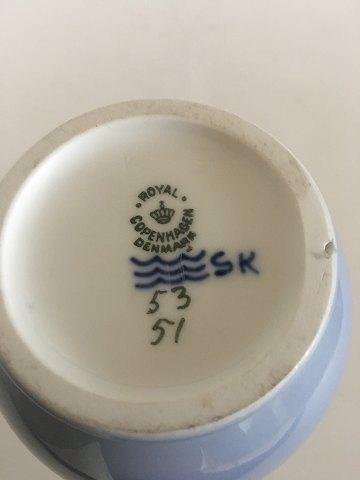 ROYAL
COPENHAGEN
DENMARK
SK
53
51